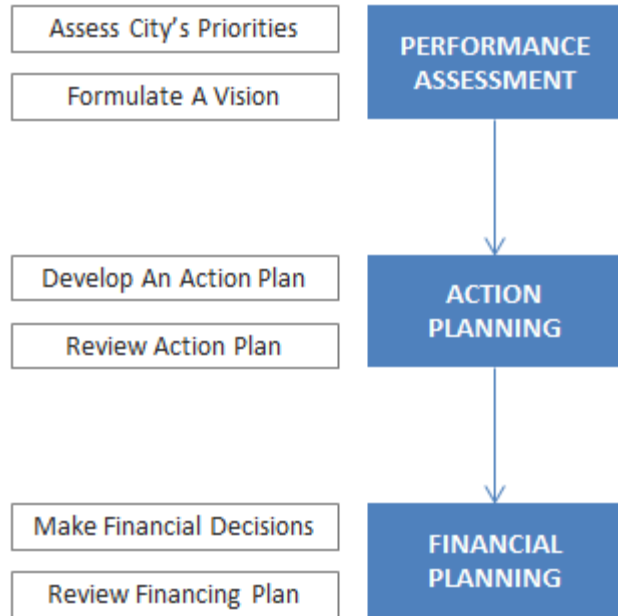 Assess City's Priorities
Formulate A Vision
PERFORMANCE
ASSESSMENT
Develop An Action Plan
Review Action Plan
ACTION
PLANNING
Make Financial Decisions
Review Financing Plan
FINANCIAL
PLANNING